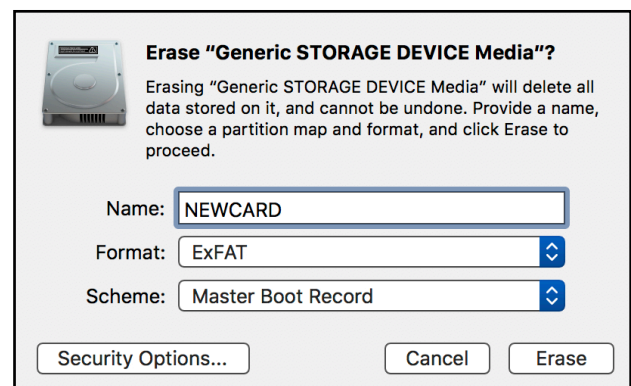 Erase “Generic STORAGE DEVICE Media”?
Erasing “Generic STORAGE DEVICE Media” will delete all
data stored on it, and cannot be undone. Provide a name,
choose a partition map and format, and click Erase to
proceed.
Name: NEWCARD
Format: ExFAT
Scheme: Master Boot Record
Security Options... Cancel Erase